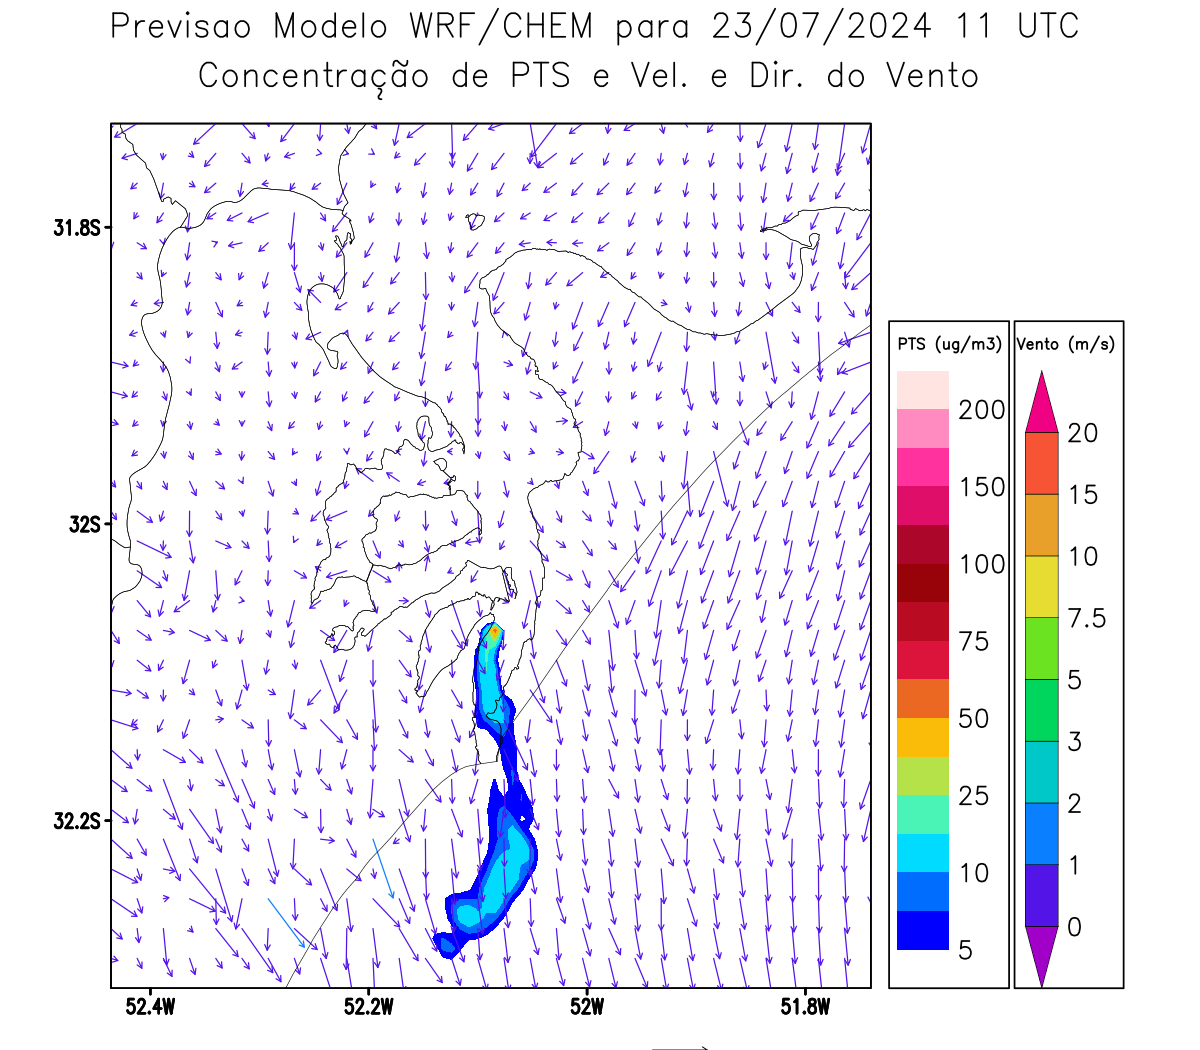 Previsao Modelo WRF/CHEM para 23/07/2024 11 UTC
Concentração de PTS e Vel. e Dir. do Vento
31.8S
32S
32.2S
52.4W
52.2W
52W
51.8W
PTS (ug/m3)
200
150
100
75
50
25
10
5
Vento (m/s)
20
15
10
7.5
5
3
2
1
0